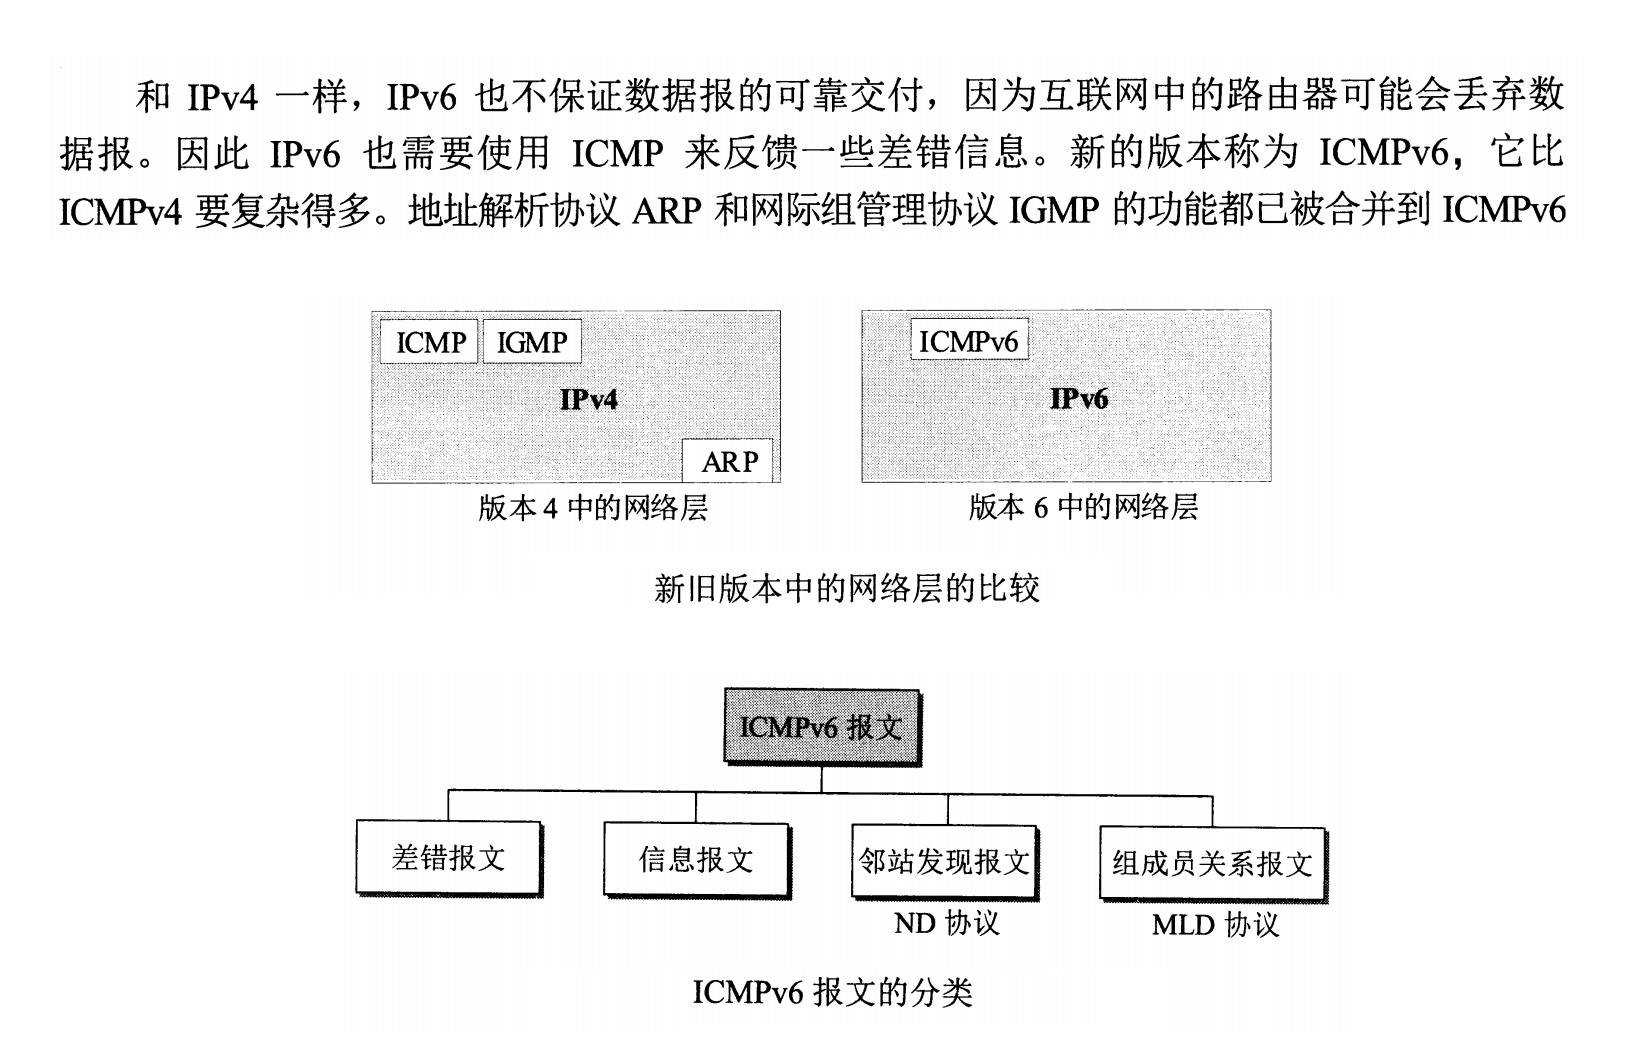 和 IPv4 一样，IPv6 也不保证数据报的可靠交付，因为互联网中的路由器可能会丢弃数
据报。因此 IPv6 也需要使用 ICMP 来反馈一些差错信息。新的版本称为 ICMPv6，它比
ICMPv4 要复杂得多。地址解析协议 ARP 和网际组管理协议 IGMP 的功能都已被合并到 ICMPv6
ICMP IGMP
IPv4
ARP
版本 4 中的网络层
ICMPv6
IPv6
版本 6 中的网络层
新旧版本中的网络层的比较
ICMPv6 报文
差错报文 信息报文 邻站发现报文 组成员关系报文
ND 协议 MLD 协议
ICMPv6 报文的分类